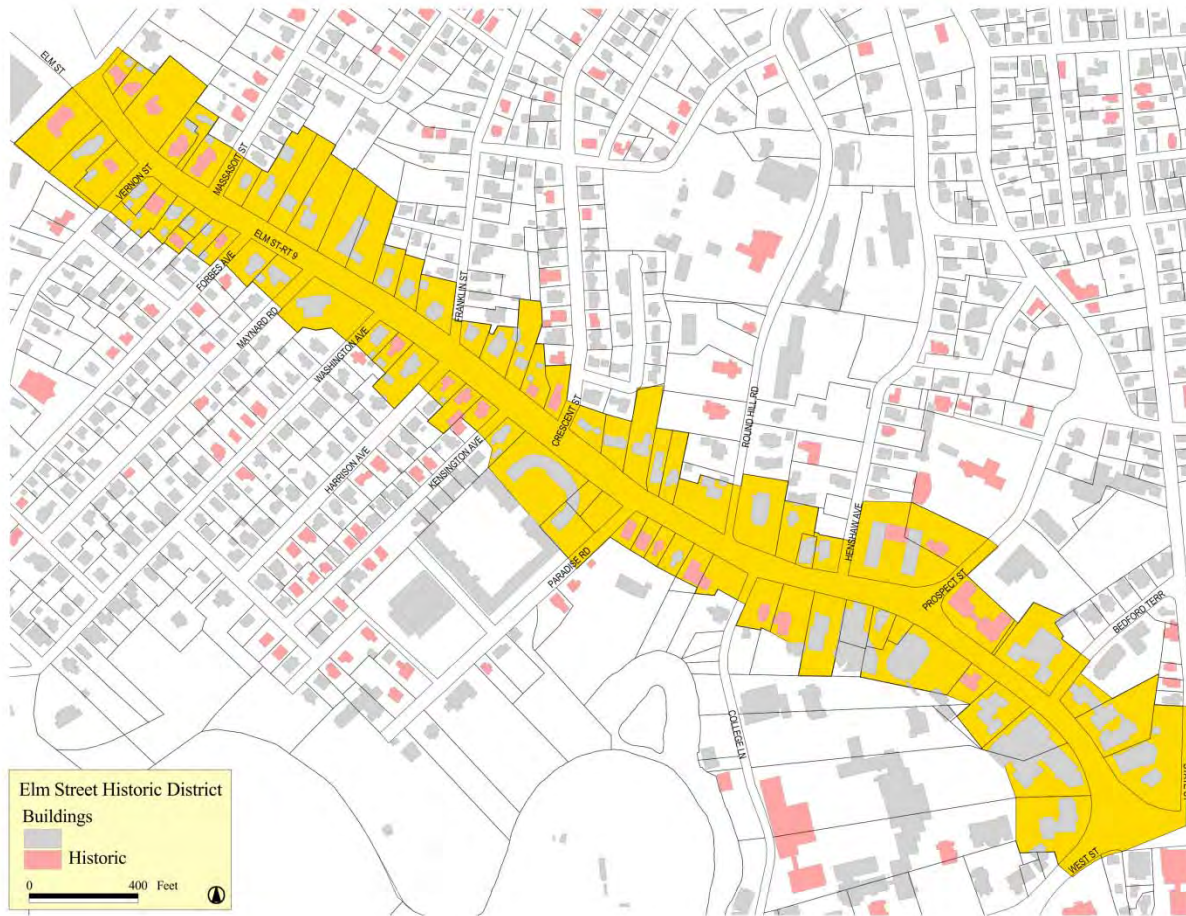 ELM ST
VERNON ST
MASSASOIT ST
ELM ST-RT 9
FORBES AVE
MAYNARD RD
WASHINGTON AVE
FRANKLIN ST
HARRISON AVE
KENSINGTON AVE
CRESCENT ST
ROUND HILL RD
PARADISE RD
HENSHAW AVE
PROSPECT ST
BEDFORD TERR
COLLEGE LN
WEST ST
Elm Street Historic District
Buildings
Historic
0 400 Feet